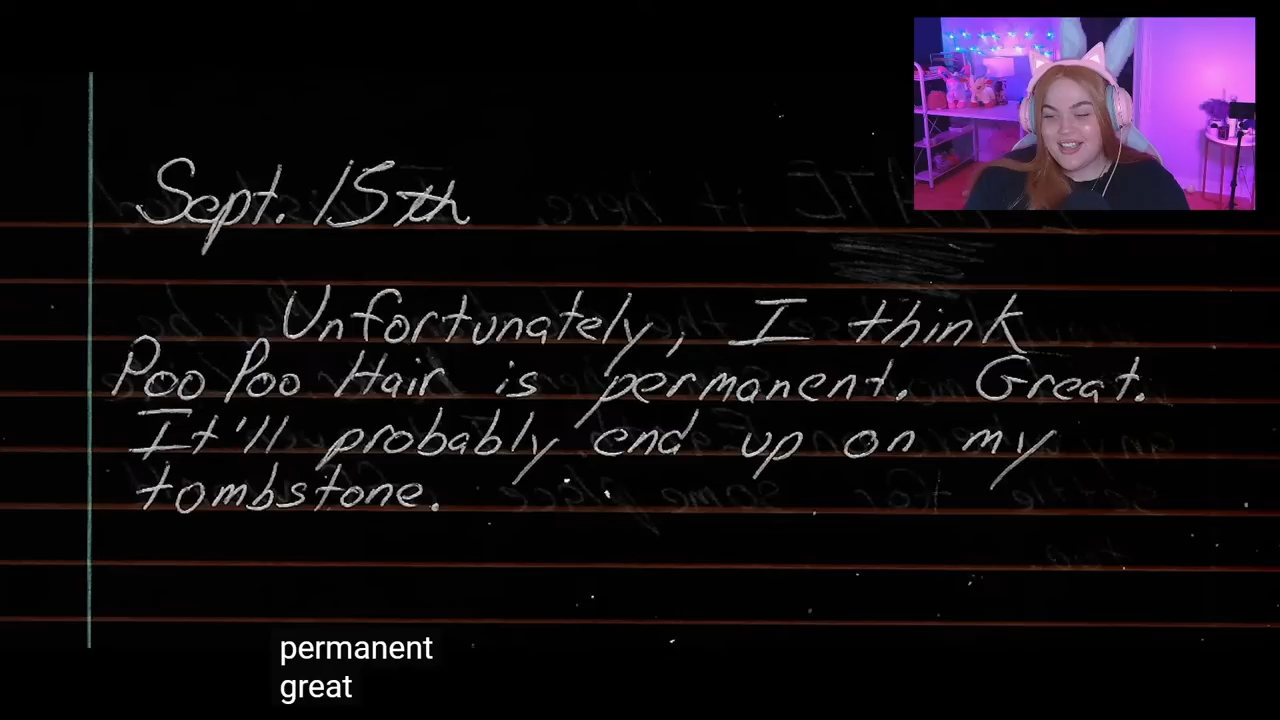 Sept. 15th
Unfortunately, I think
Poo Poo Hair is permanent. Great.
It'll probably end up on my
tombstone.
permanent
great